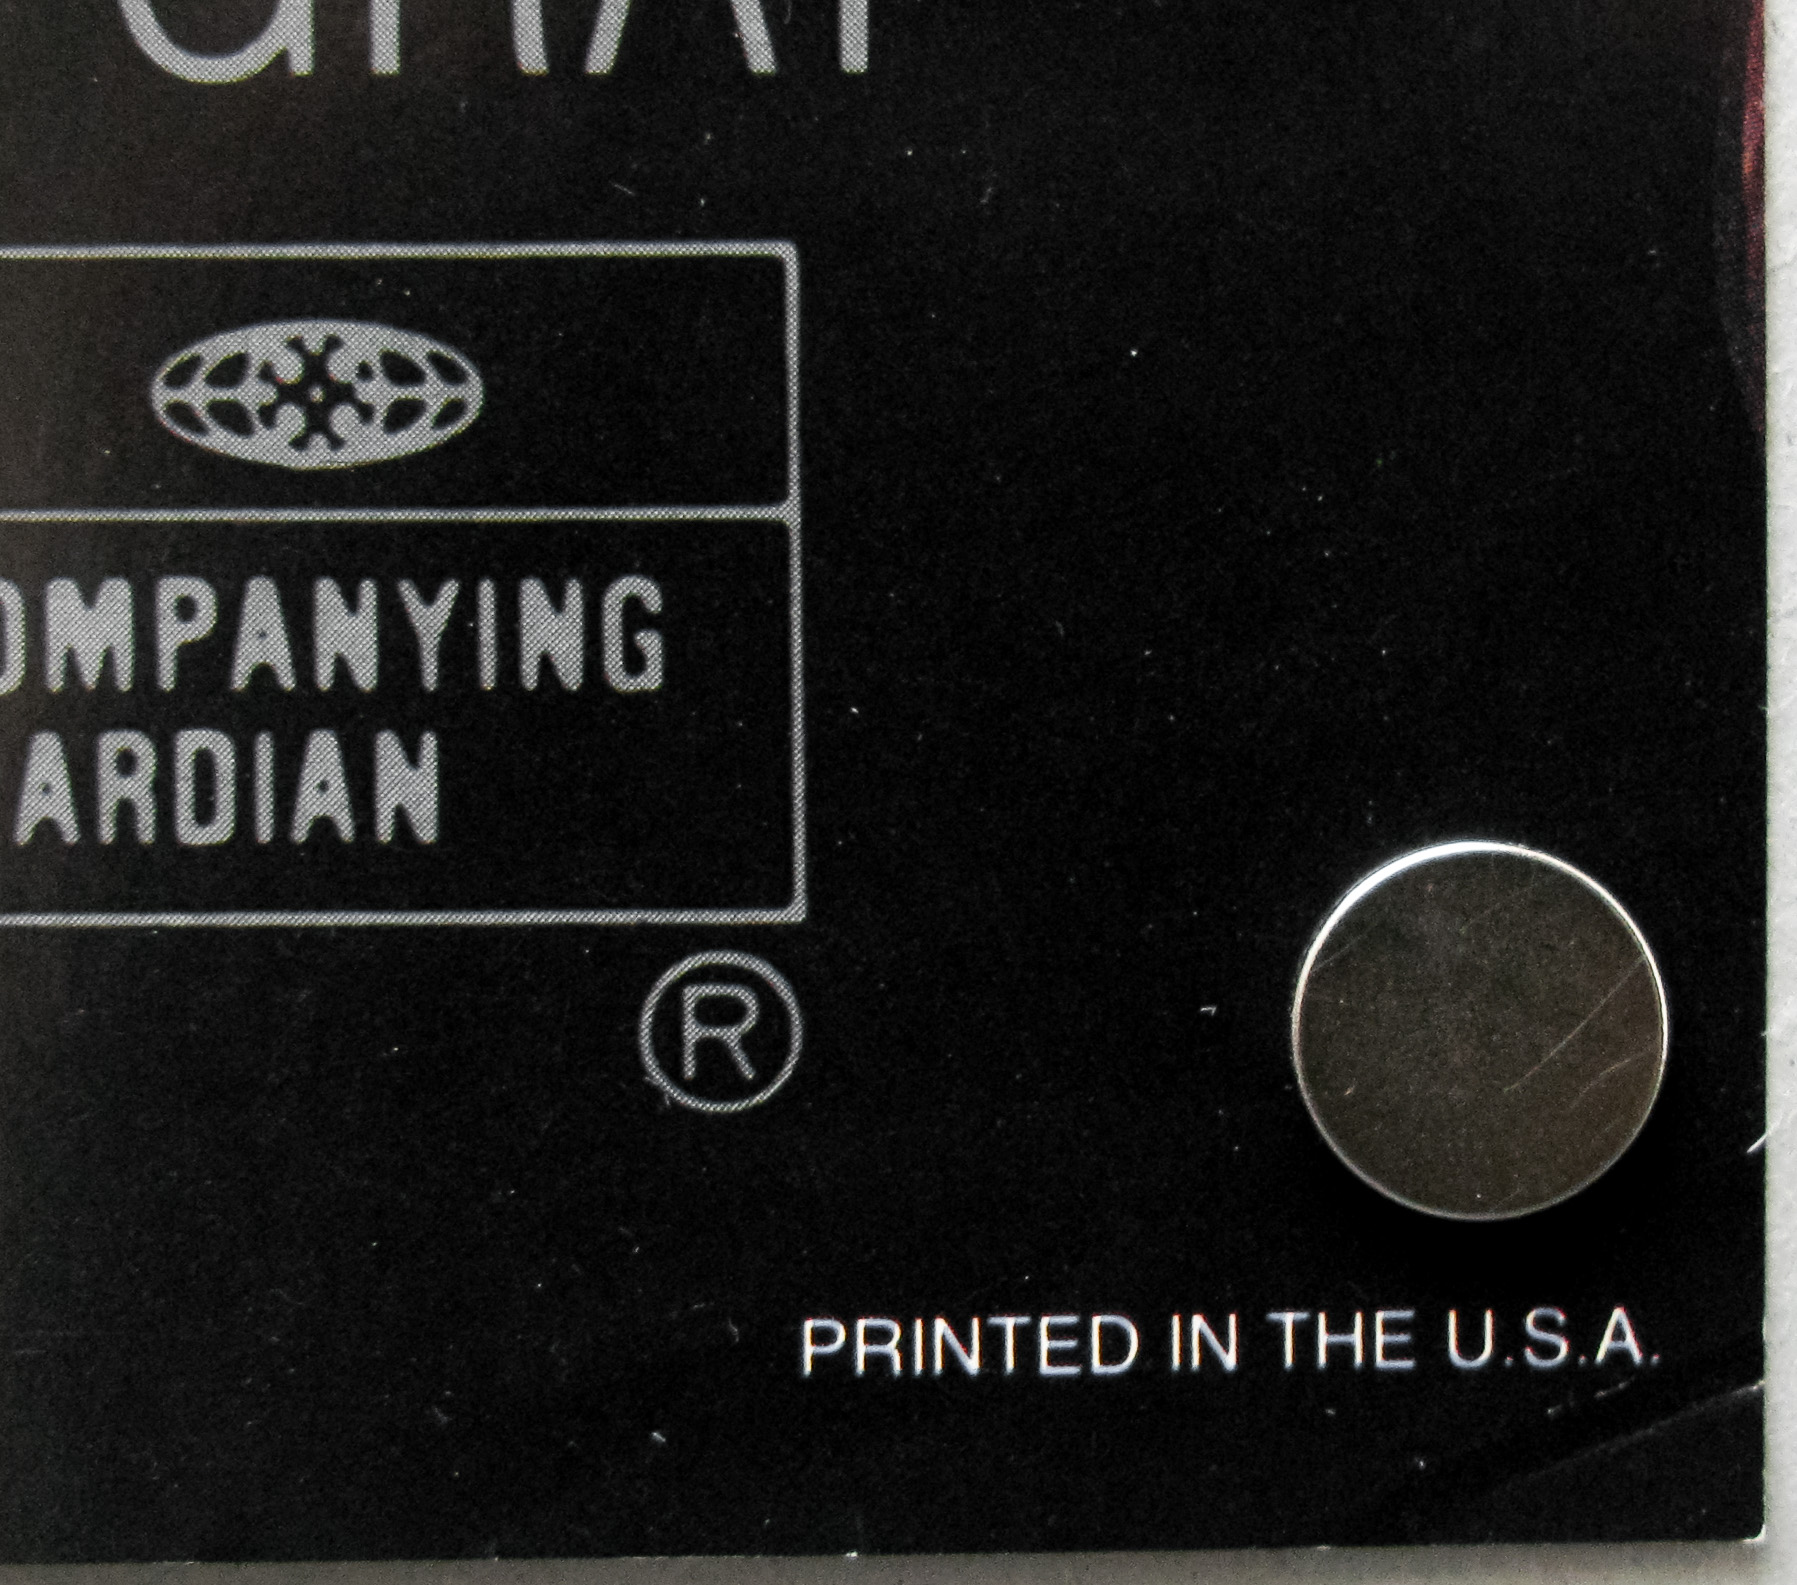 OMPANYING
ARDIAN
®
PRINTED IN THE U.S.A.